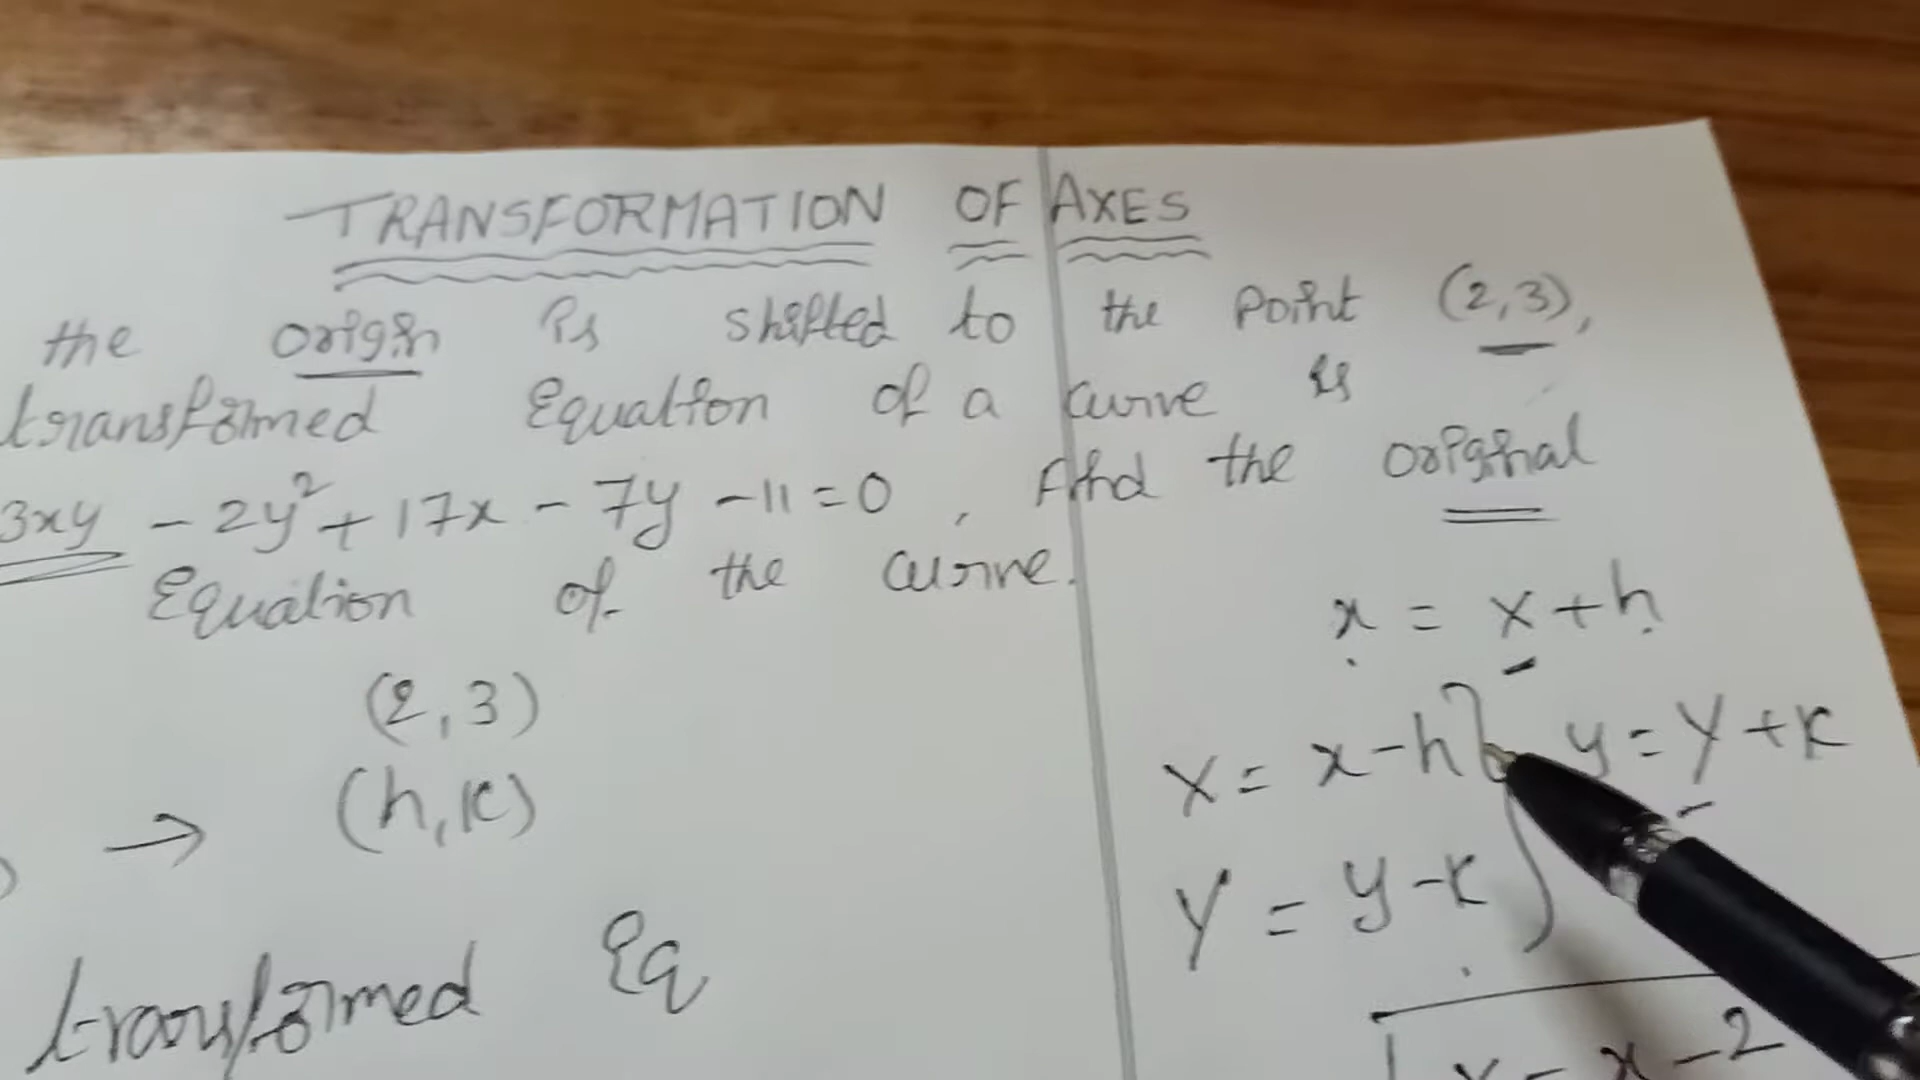 TRANSFORMATION OF AXES
the origin is shifted to the point (2,3),
transformed Equation of a curve is
3xy - 2y² + 17x - 7y - 11 = 0, Find the original
Equation of the curve.
(2,3)
→ (h,k)
transformed Eq
x = X + h
X = x - h y = Y + k
Y = y - k
X = x - 2